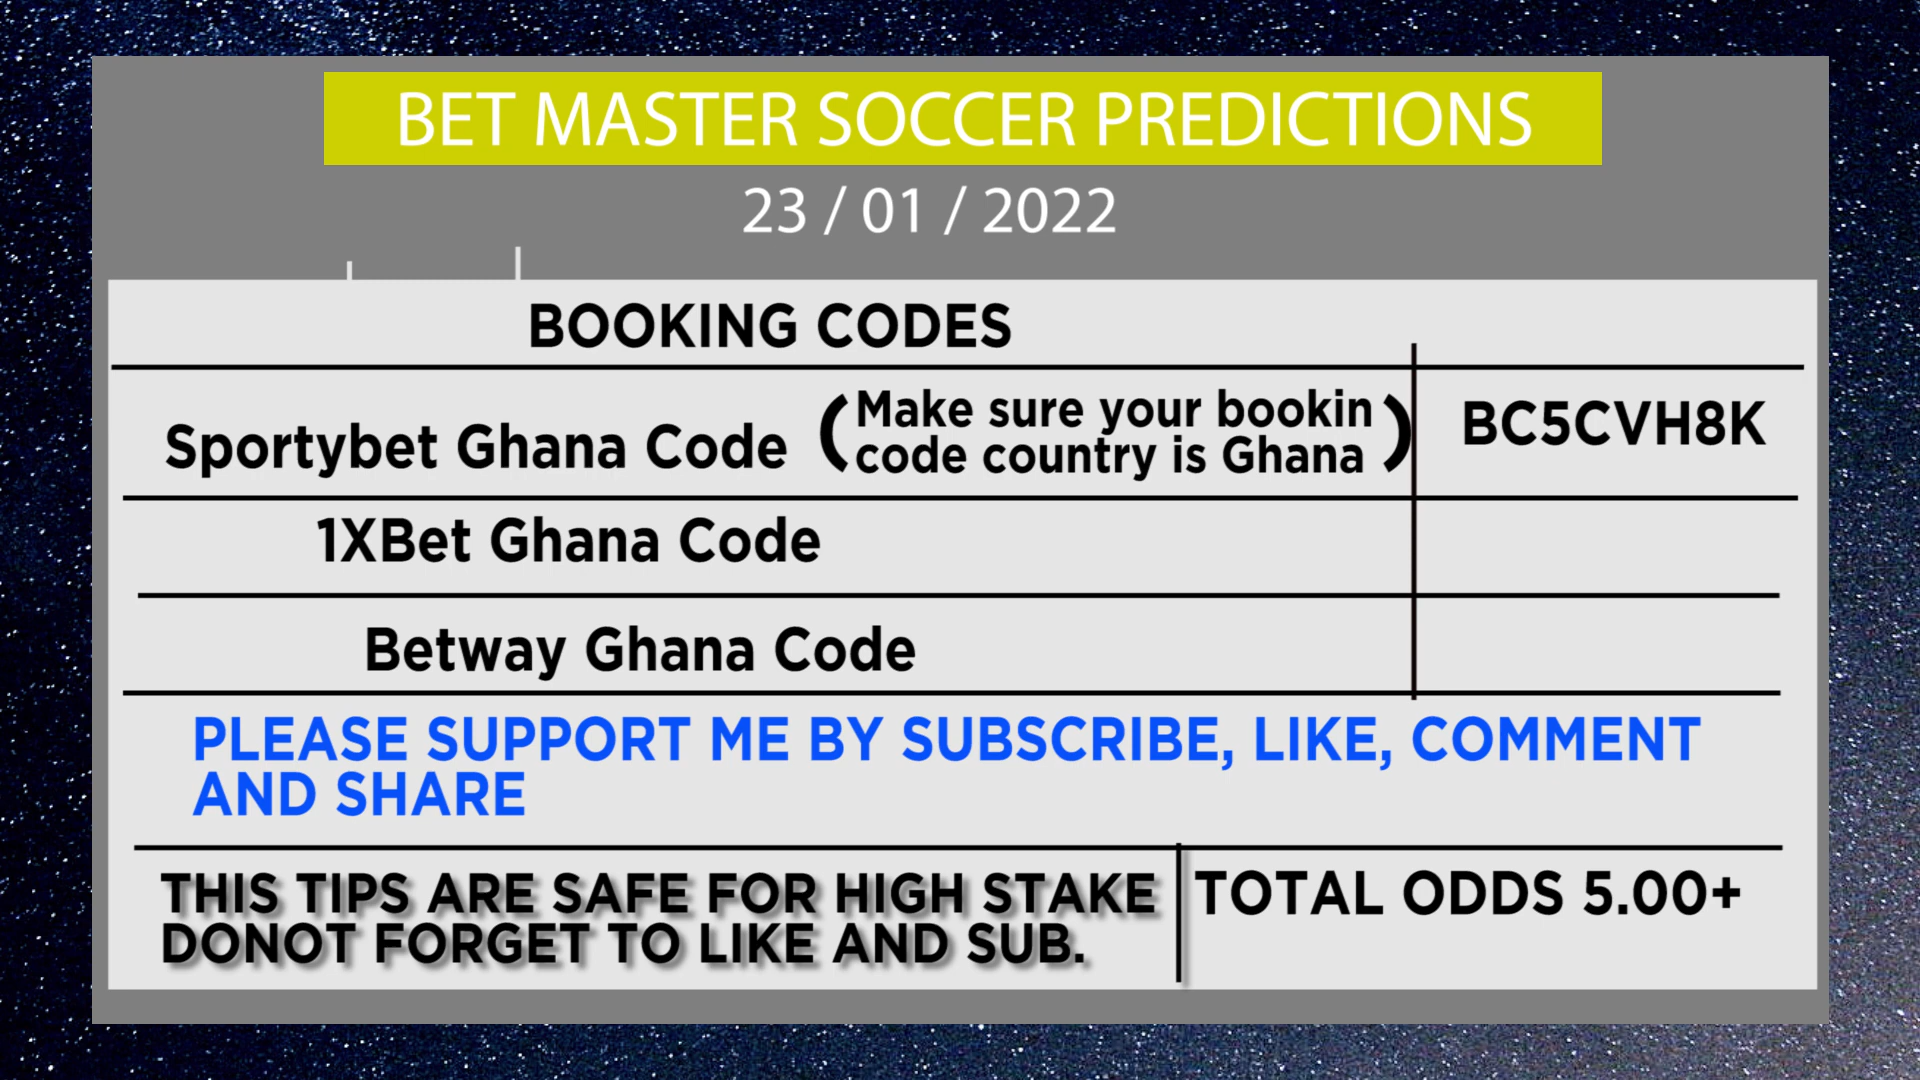 BET MASTER SOCCER PREDICTIONS
23 / 01 / 2022
BOOKING CODES
Sportybet Ghana Code (Make sure your bookin
code country is Ghana)
BC5CVH8K
1XBet Ghana Code
Betway Ghana Code
PLEASE SUPPORT ME BY SUBSCRIBE, LIKE, COMMENT
AND SHARE
THIS TIPS ARE SAFE FOR HIGH STAKE
DONOT FORGET TO LIKE AND SUB.
TOTAL ODDS 5.00+